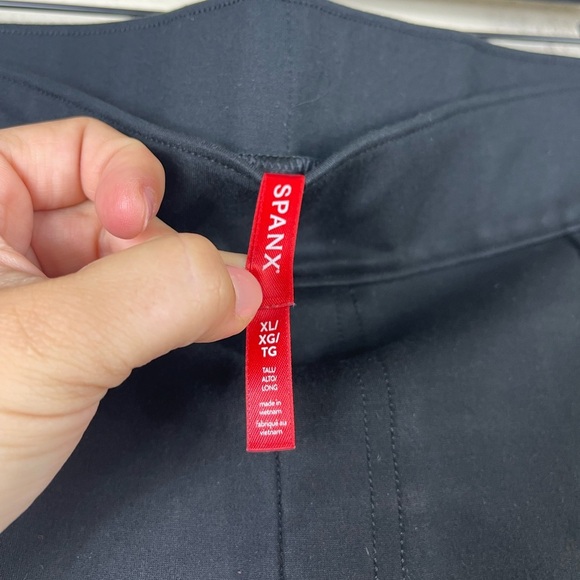 SPANX
XL/
XG/
TG
TALL/
ALTO/
LONG
made in
vietnam
fabriqué au
vietnam